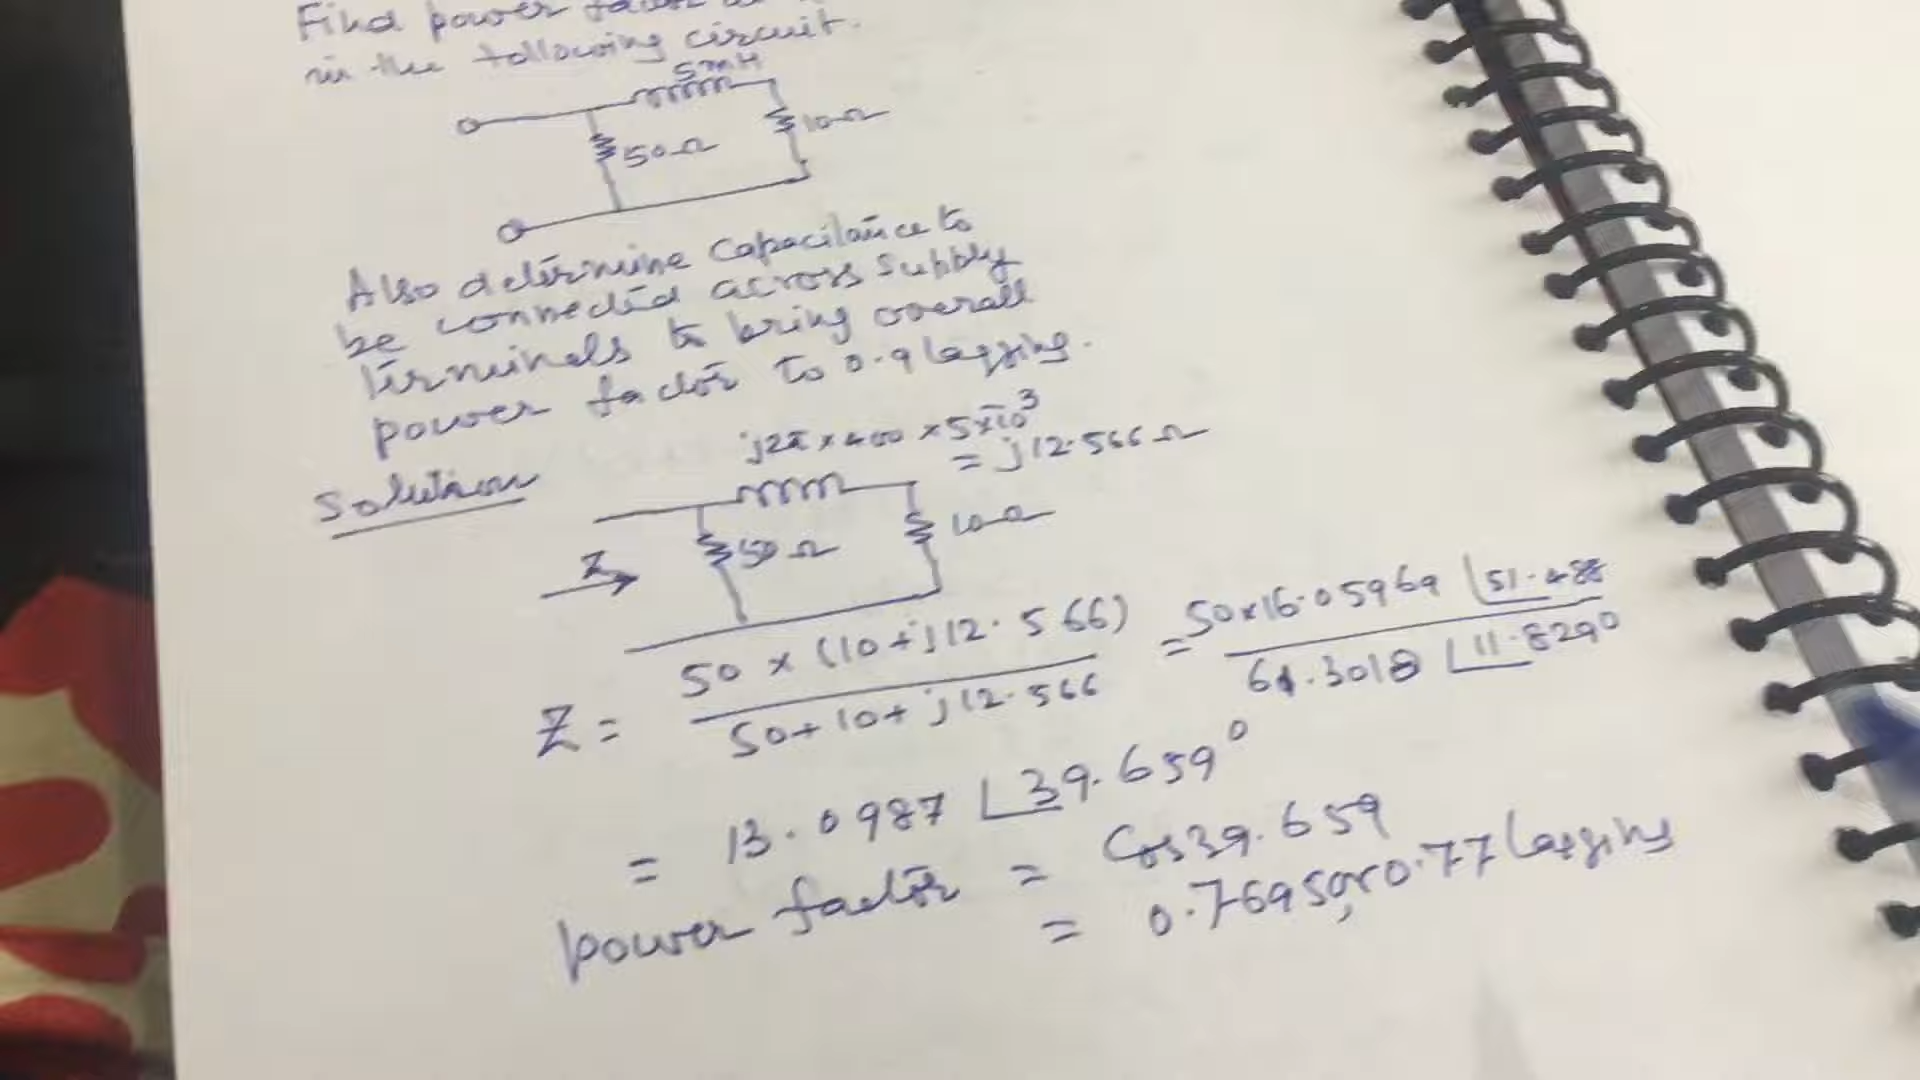 Find power factor
in the following circuit.
5mH
50Ω
10Ω
Also determine capacitance to
be connected across supply
terminals to bring overall
power factor to 0.9 lagging.
j2π×400×5×10⁻³
= j12.566Ω
Solution
50Ω
10Ω
Z
Z = 50 × (10+j12.566) / 50+10+j12.566 = 50×16.05969 ∠51.488 / 61.3018 ∠11.829°
= 13.0987 ∠39.659°
power factor = Cos39.659
= 0.7695, or 0.77 lagging